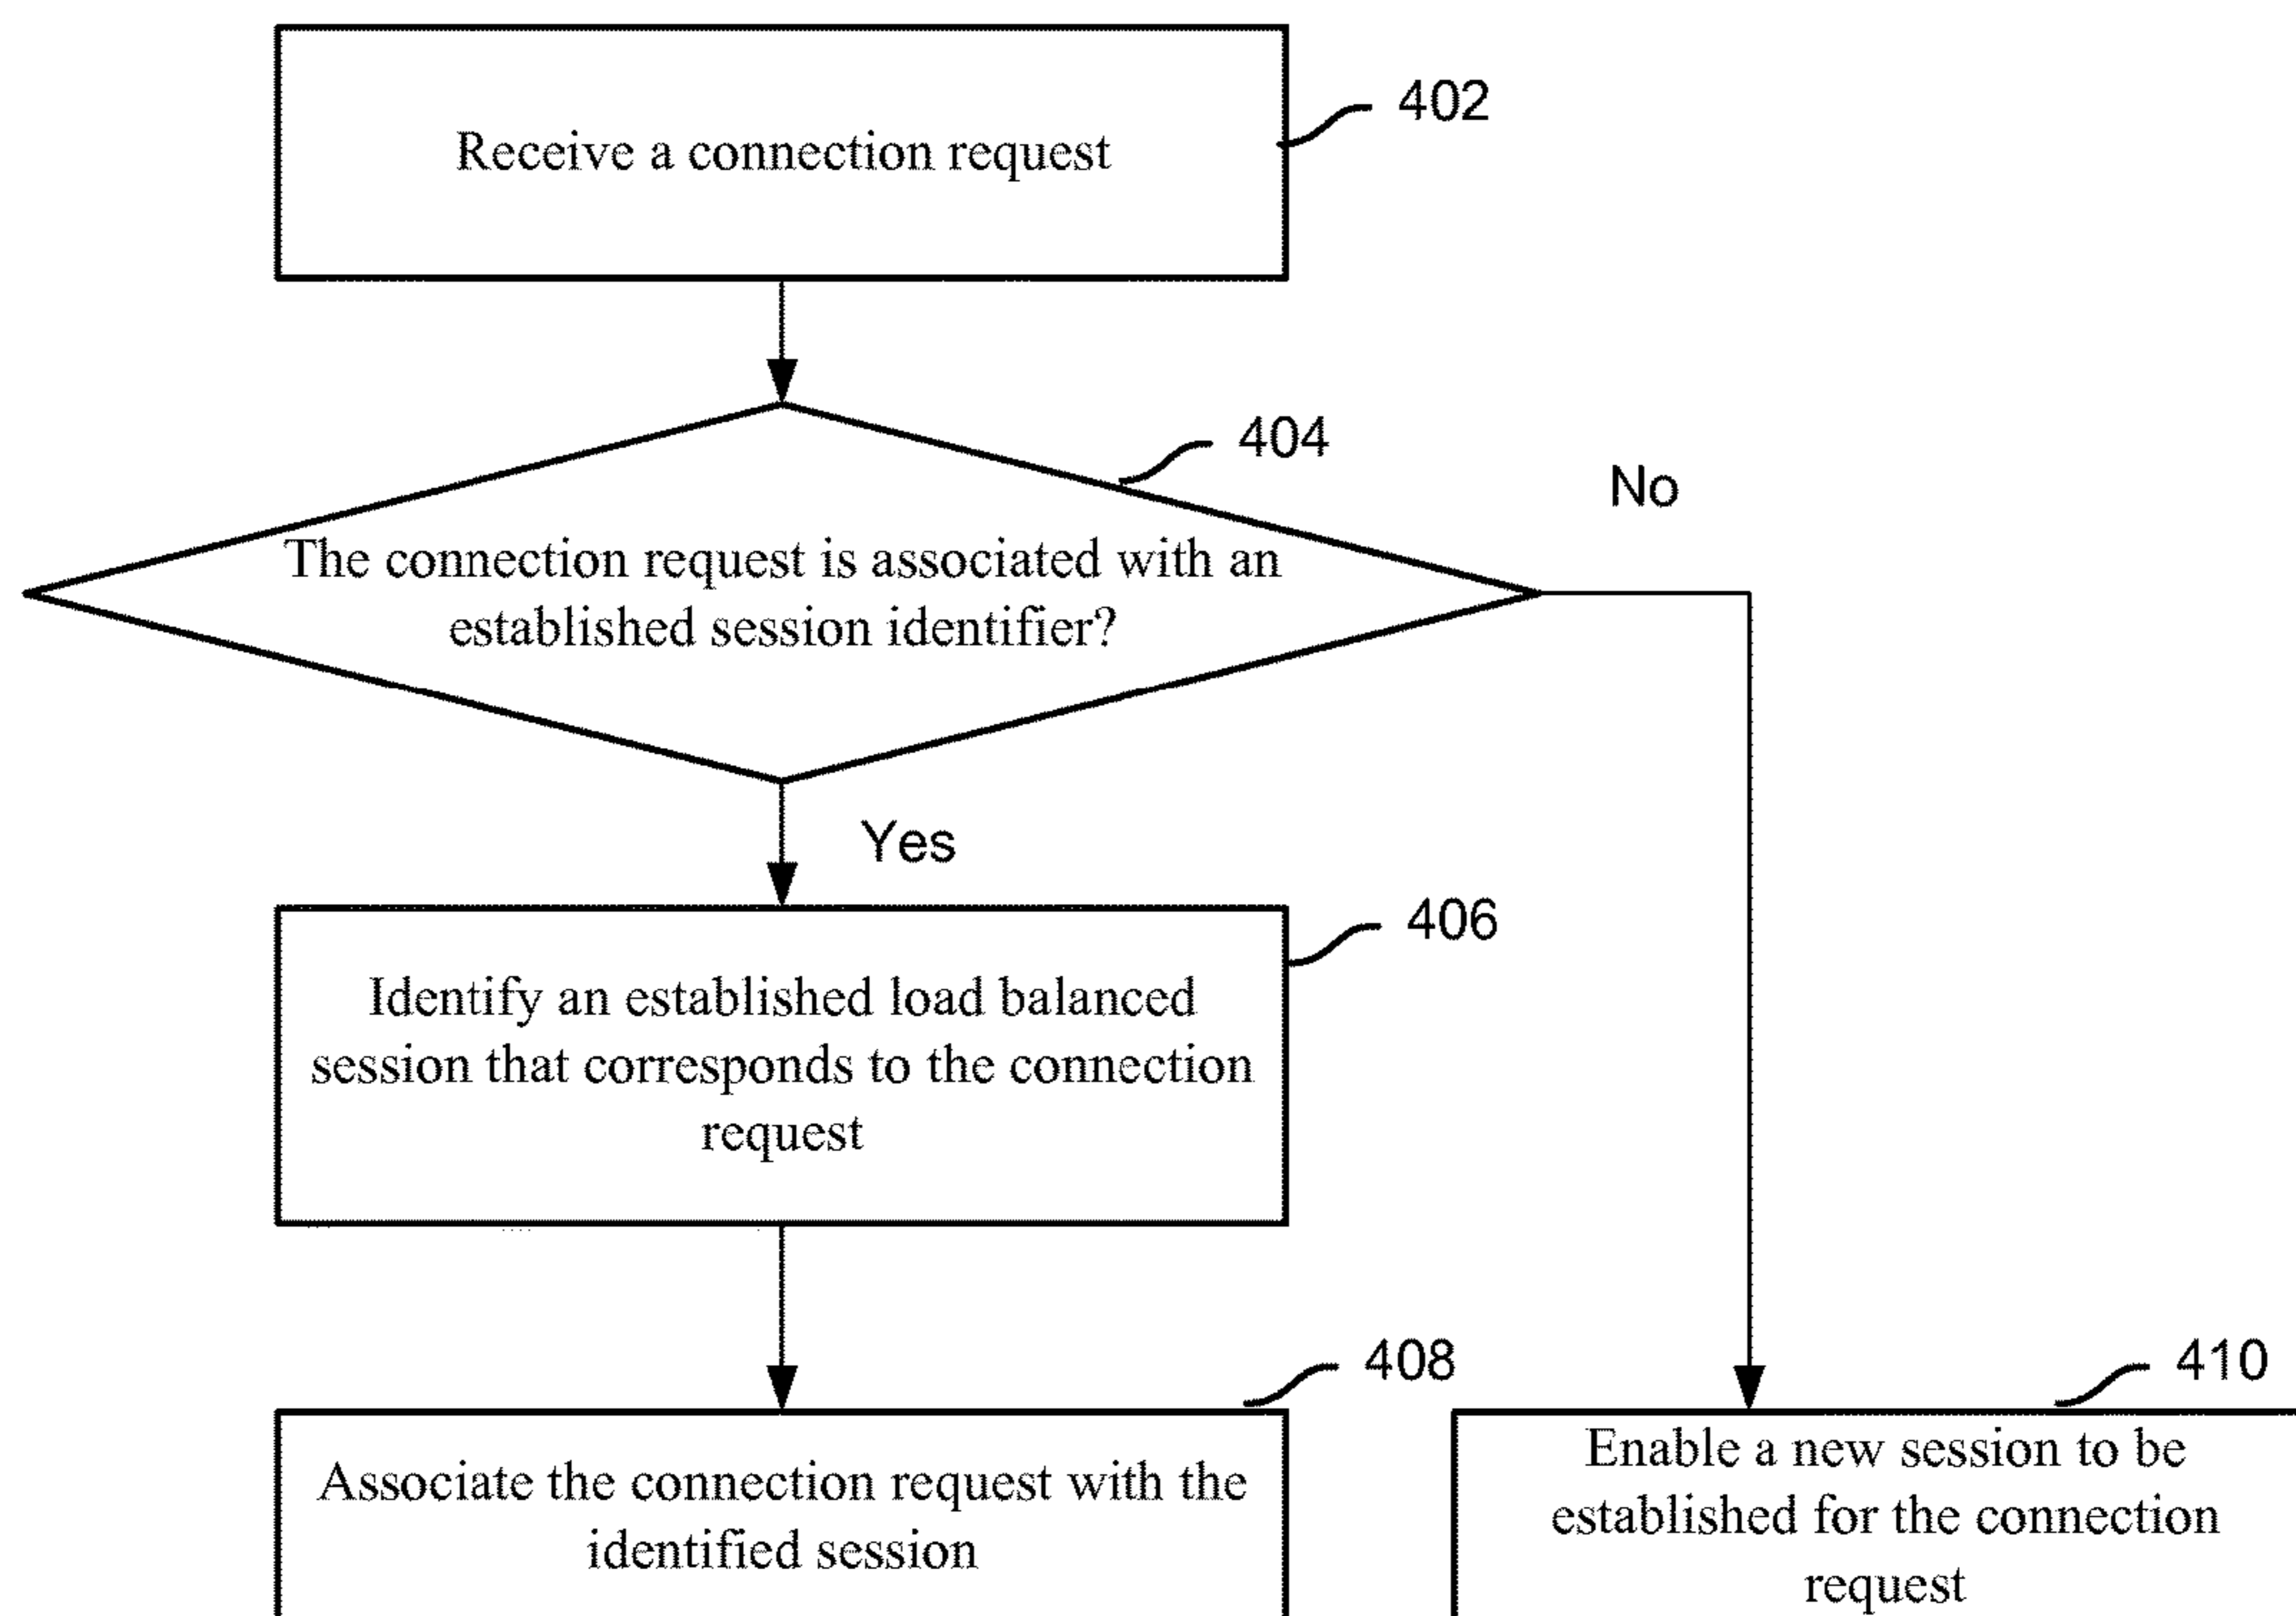 Receive a connection request
402
404
No
The connection request is associated with an
established session identifier?
Yes
406
Identify an established load balanced
session that corresponds to the connection
request
408
410
Associate the connection request with the
identified session
Enable a new session to be
established for the connection
request